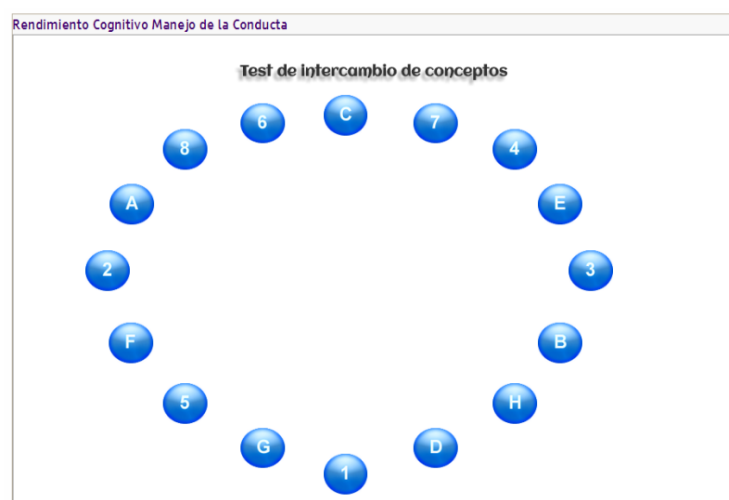 Rendimiento Cognitivo Manejo de la Conducta
Test de intercambio de conceptos
C
6 7
8 4
A E
2 3
F B
5 H
G D
1